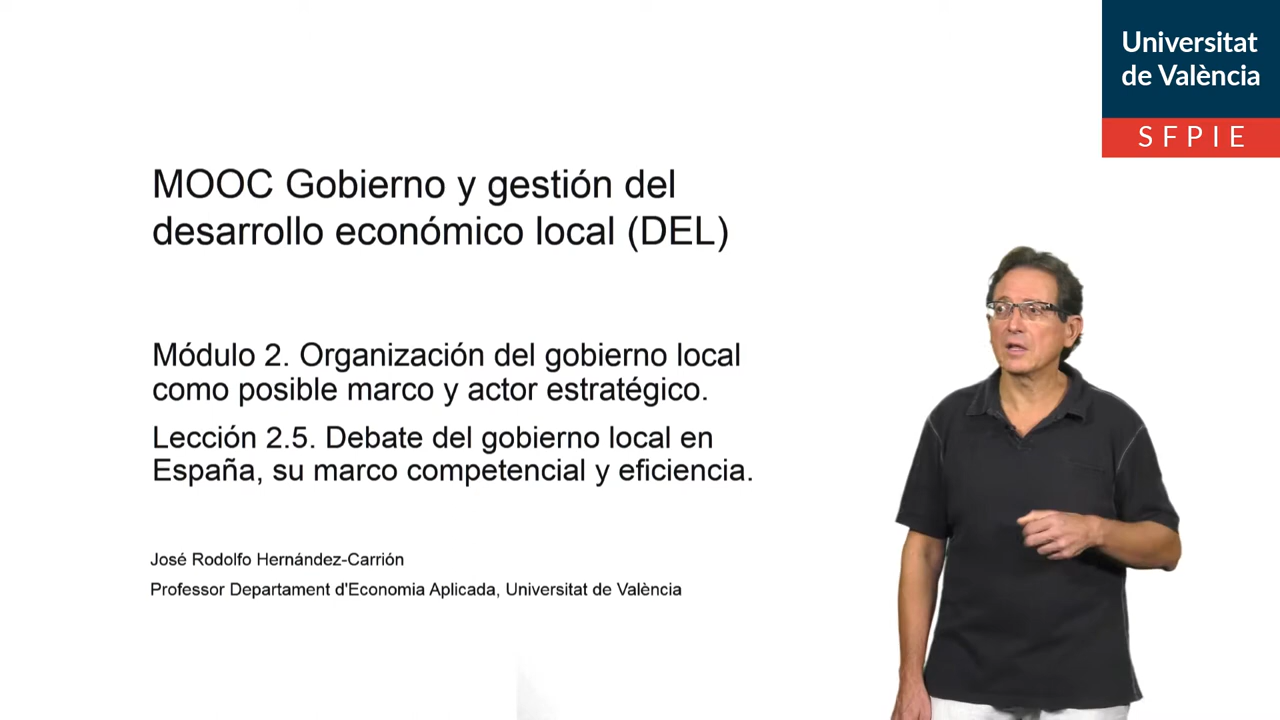 Universitat
de València
SFPIE
MOOC Gobierno y gestión del
desarrollo económico local (DEL)
Módulo 2. Organización del gobierno local
como posible marco y actor estratégico.
Lección 2.5. Debate del gobierno local en
España, su marco competencial y eficiencia.
José Rodolfo Hernández-Carrión
Professor Departament d'Economia Aplicada, Universitat de València